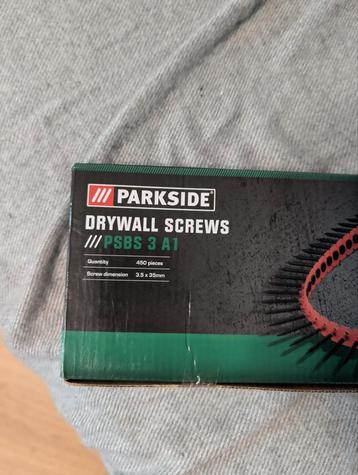 /// PARKSIDE®
DRYWALL SCREWS
/// PSBS 3 A1
Quantity 450 pieces
Screw dimension 3.5 x 35mm